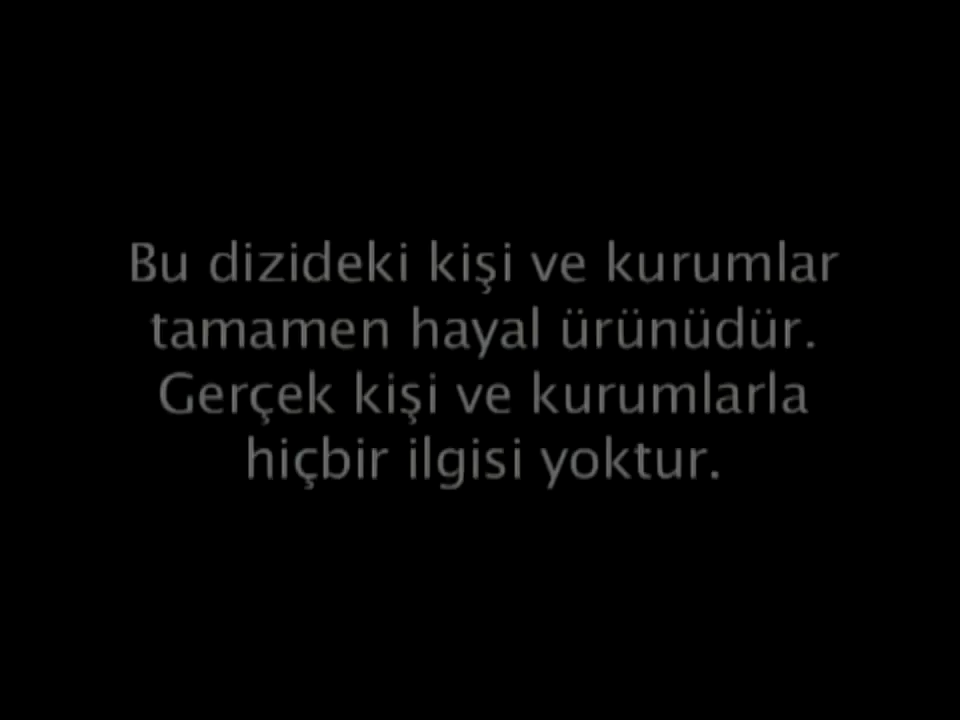 Bu dizideki kişi ve kurumlar
tamamen hayal ürünüdür.
Gerçek kişi ve kurumlarla
hiçbir ilgisi yoktur.